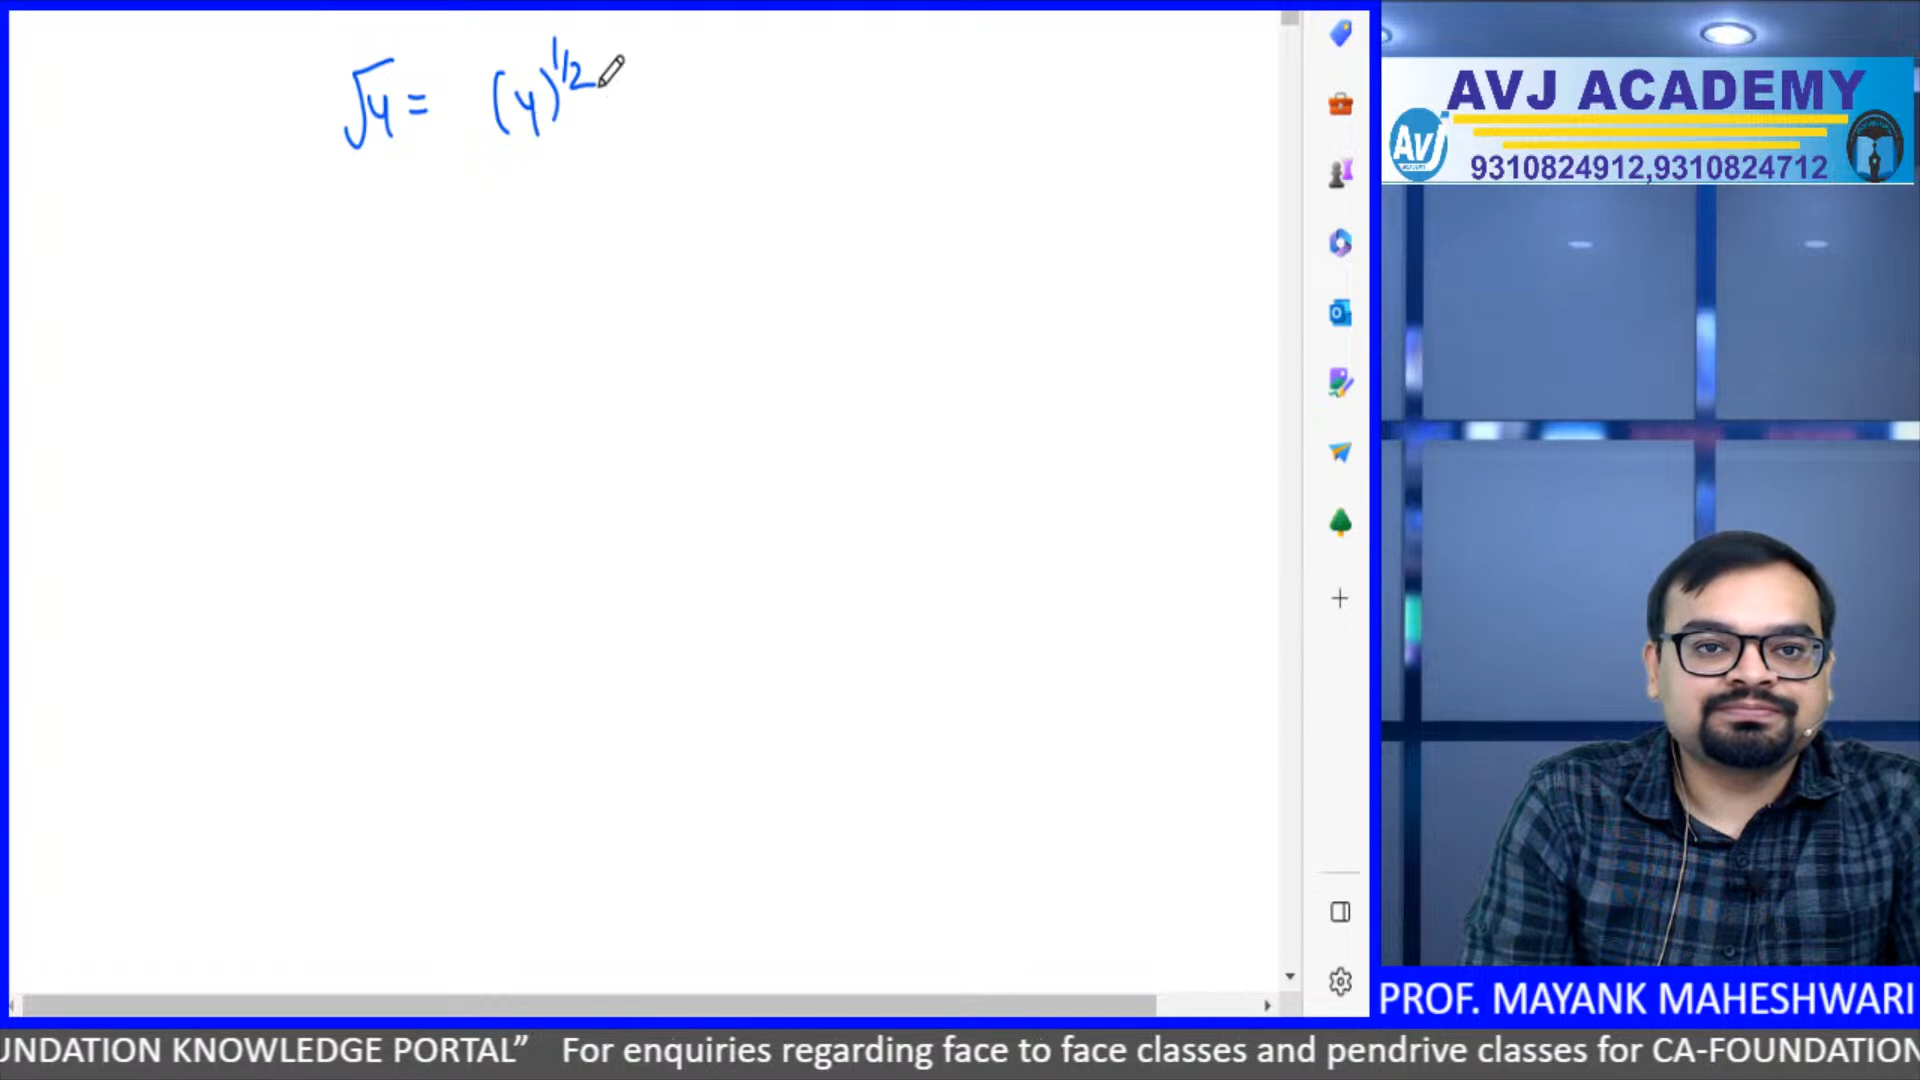 √4 = (4)^1/2
AVJ ACADEMY
AVJ
9310824912,9310824712
PROF. MAYANK MAHESHWARI
UNDATION KNOWLEDGE PORTAL” For enquiries regarding face to face classes and pendrive classes for CA-FOUNDATION